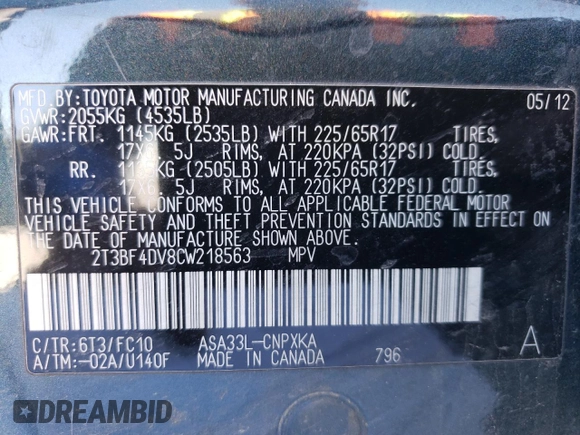 MFD.BY:TOYOTA MOTOR MANUFACTURING CANADA INC. 05/12
GVWR:2055KG (4535LB)
GAWR:FRT. 1145KG (2535LB) WITH 225/65R17 TIRES,
17X6.5J RIMS, AT 220KPA (32PSI) COLD.
RR. (2505LB) WITH 225/65R17 TIRES,
17X6.5J RIMS, AT 220KPA (32PSI) COLD.
THIS VEHICLE CONFORMS TO ALL APPLICABLE FEDERAL MOTOR
VEHICLE SAFETY AND THEFT PREVENTION STANDARDS IN EFFECT ON
THE DATE OF MANUFACTURE SHOWN ABOVE.
2T3BF4DV8CW218563 MPV
C/TR:6T3/FC10 ASA33L-CNPXKA A
A/TM:-02A/U140F MADE IN CANADA 796
DREAMBID